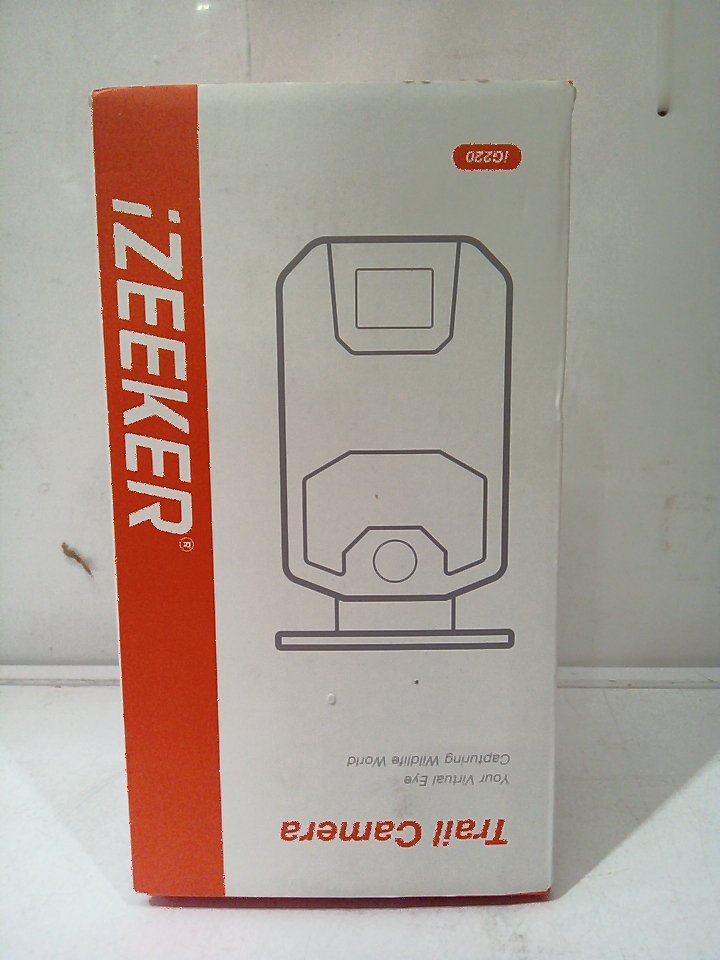 Trail Camera
Your Virtual Eye
Capturing Wildlife World
iG220
iZEEKER®